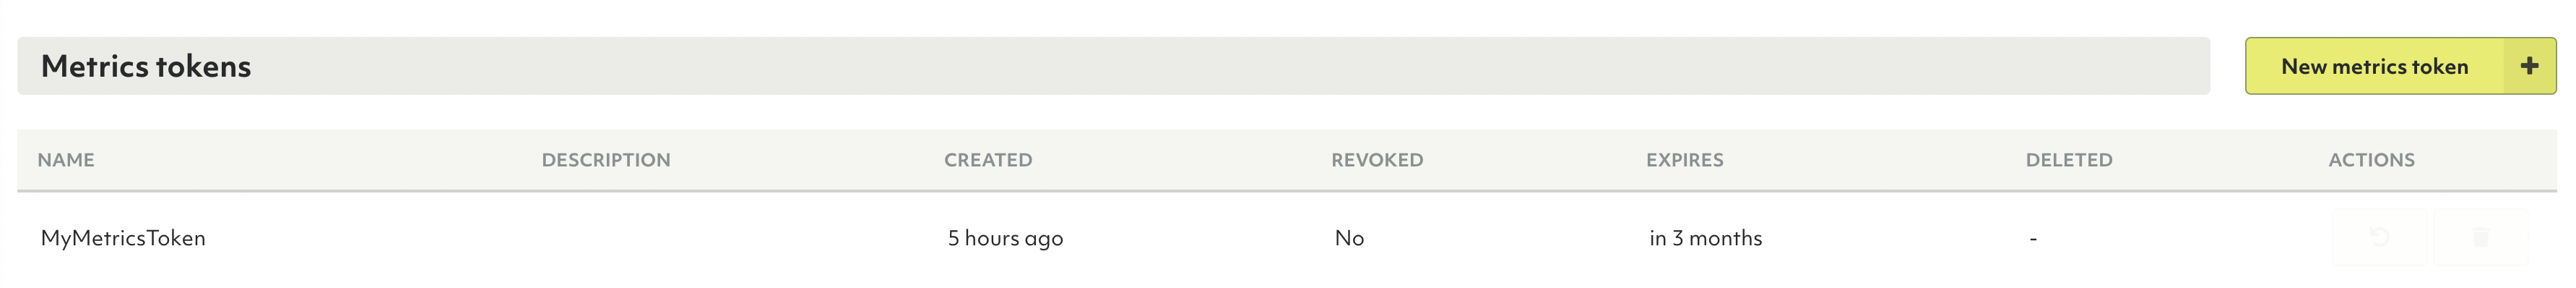 Metrics tokens
New metrics token
NAME DESCRIPTION CREATED REVOKED EXPIRES DELETED ACTIONS
MyMetricsToken 5 hours ago No in 3 months -